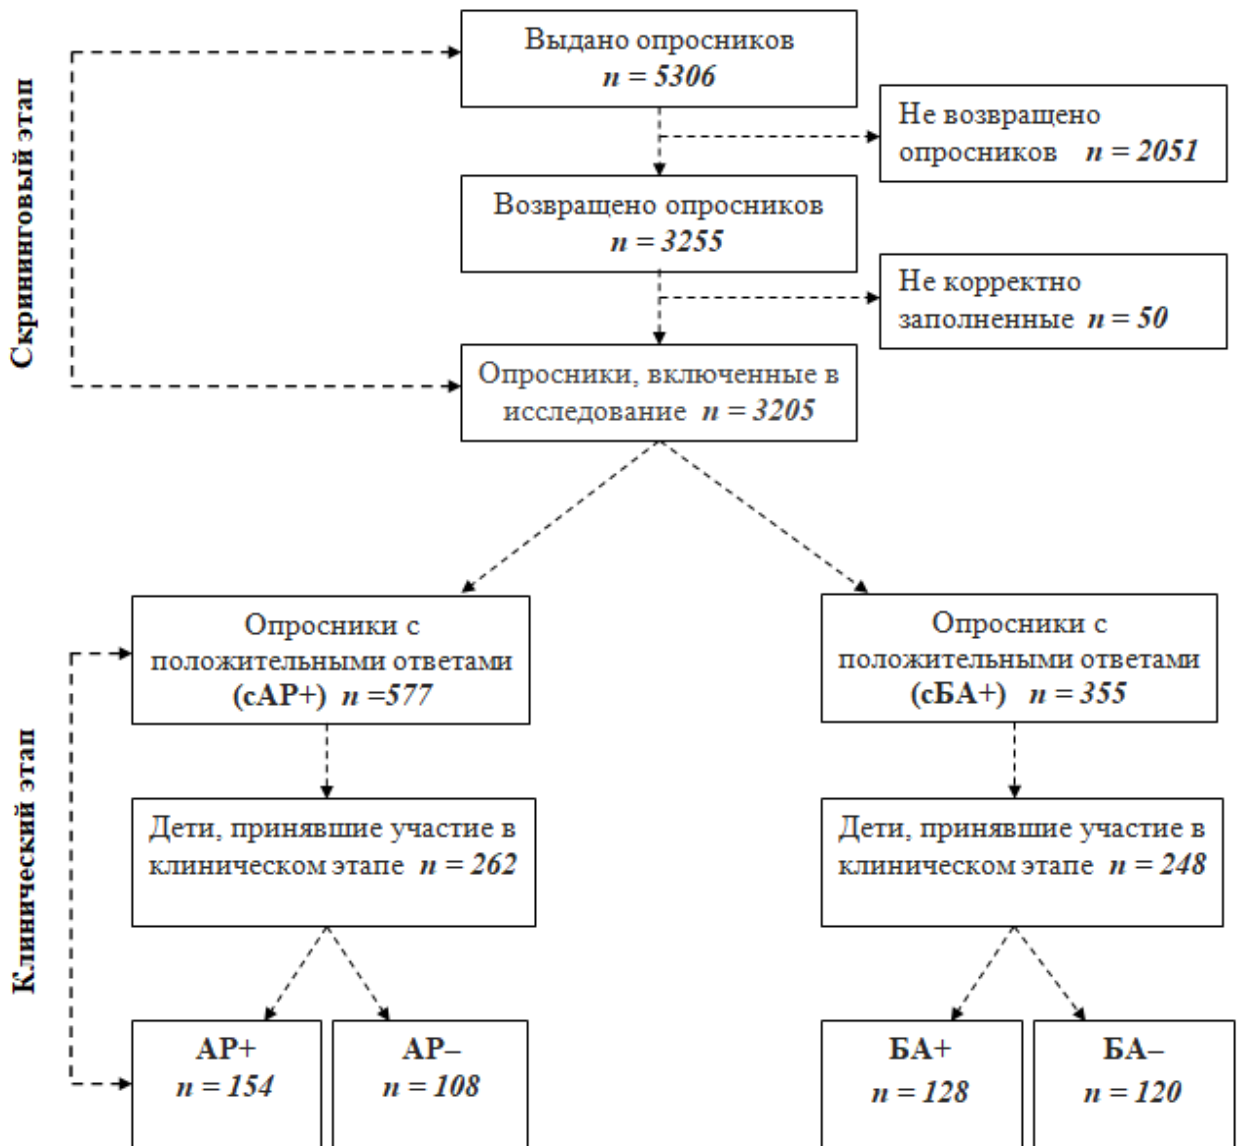 Скрининговый этап
Выдано опросников
n = 5306
Не возвращено
опросников n = 2051
Возвращено опросников
n = 3255
Не корректно
заполненные n = 50
Опросники, включенные в
исследование n = 3205
Клинический этап
Опросники с
положительными ответами
(сАР+) n =577
Опросники с
положительными ответами
(сБА+) n = 355
Дети, принявшие участие в
клиническом этапе n = 262
Дети, принявшие участие в
клиническом этапе n = 248
АР+
n = 154
АР–
n = 108
БА+
n = 128
БА–
n = 120